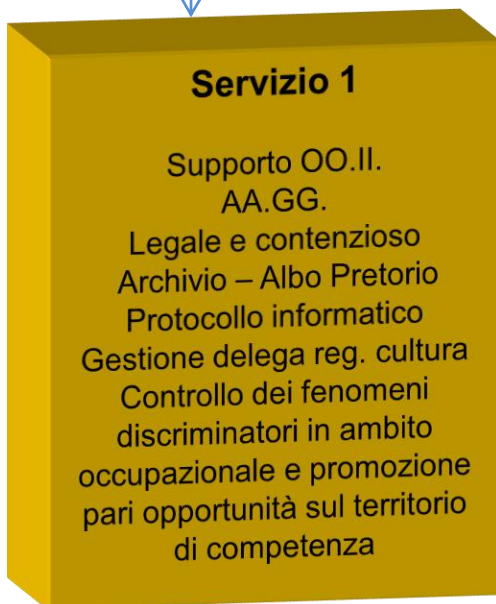 Servizio 1
Supporto OO.II.
AA.GG.
Legale e contenzioso
Archivio – Albo Pretorio
Protocollo informatico
Gestione delega reg. cultura
Controllo dei fenomeni
discriminatori in ambito
occupazionale e promozione
pari opportunità sul territorio
di competenza